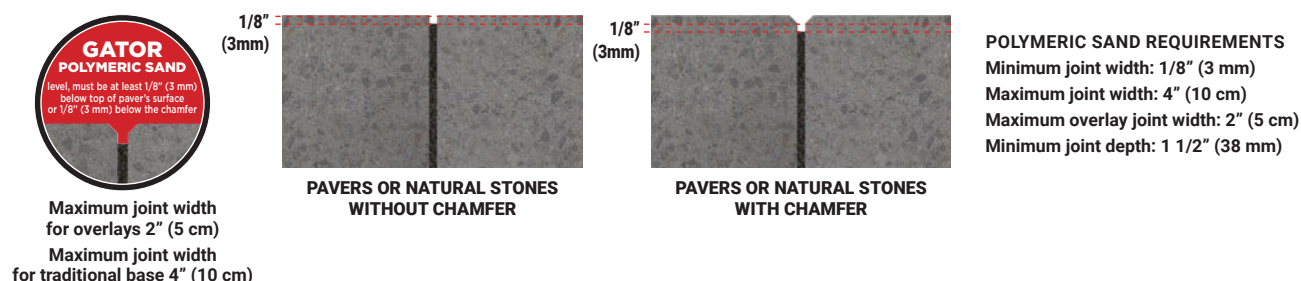 GATOR
POLYMERIC SAND
level, must be at least 1/8” (3 mm)
below top of paver's surface
or 1/8” (3 mm) below the chamfer
Maximum joint width
for overlays 2” (5 cm)
Maximum joint width
for traditional base 4” (10 cm)
1/8”
(3mm)
PAVERS OR NATURAL STONES
WITHOUT CHAMFER
1/8”
(3mm)
PAVERS OR NATURAL STONES
WITH CHAMFER
POLYMERIC SAND REQUIREMENTS
Minimum joint width: 1/8” (3 mm)
Maximum joint width: 4” (10 cm)
Maximum overlay joint width: 2” (5 cm)
Minimum joint depth: 1 1/2” (38 mm)